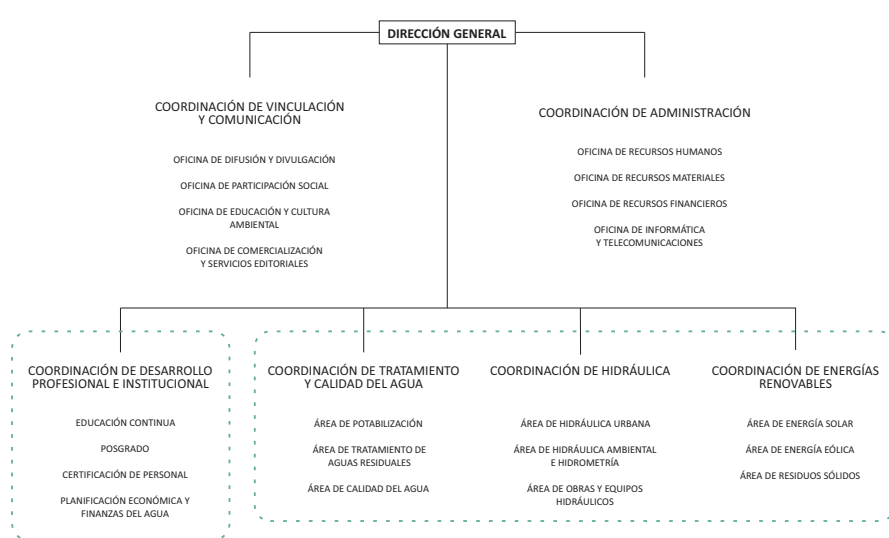 DIRECCIÓN GENERAL
COORDINACIÓN DE VINCULACIÓN
Y COMUNICACIÓN
OFICINA DE DIFUSIÓN Y DIVULGACIÓN
OFICINA DE PARTICIPACIÓN SOCIAL
OFICINA DE EDUCACIÓN Y CULTURA
AMBIENTAL
OFICINA DE COMERCIALIZACIÓN
Y SERVICIOS EDITORIALES
COORDINACIÓN DE ADMINISTRACIÓN
OFICINA DE RECURSOS HUMANOS
OFICINA DE RECURSOS MATERIALES
OFICINA DE RECURSOS FINANCIEROS
OFICINA DE INFORMÁTICA
Y TELECOMUNICACIONES
COORDINACIÓN DE DESARROLLO
PROFESIONAL E INSTITUCIONAL
EDUCACIÓN CONTINUA
POSGRADO
CERTIFICACIÓN DE PERSONAL
PLANIFICACIÓN ECONÓMICA Y
FINANZAS DEL AGUA
COORDINACIÓN DE TRATAMIENTO
Y CALIDAD DEL AGUA
ÁREA DE POTABILIZACIÓN
ÁREA DE TRATAMIENTO DE
AGUAS RESIDUALES
ÁREA DE CALIDAD DEL AGUA
COORDINACIÓN DE HIDRÁULICA
ÁREA DE HIDRÁULICA URBANA
ÁREA DE HIDRÁULICA AMBIENTAL
E HIDROMETRÍA
ÁREA DE OBRAS Y EQUIPOS
HIDRÁULICOS
COORDINACIÓN DE ENERGÍAS
RENOVABLES
ÁREA DE ENERGÍA SOLAR
ÁREA DE ENERGÍA EÓLICA
ÁREA DE RESIDUOS SÓLIDOS